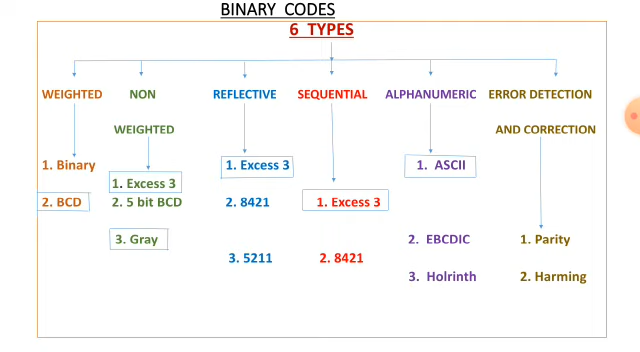 BINARY CODES
6 TYPES
WEIGHTED NON REFLECTIVE SEQUENTIAL ALPHANUMERIC ERROR DETECTION
WEIGHTED AND CORRECTION
1. Binary 1. Excess 3 1. ASCII
1. Excess 3
2. BCD 2. 5 bit BCD 2. 8421 1. Excess 3
3. Gray 2. EBCDIC 1. Parity
3. 5211 2. 8421
3. Holrinth 2. Harming